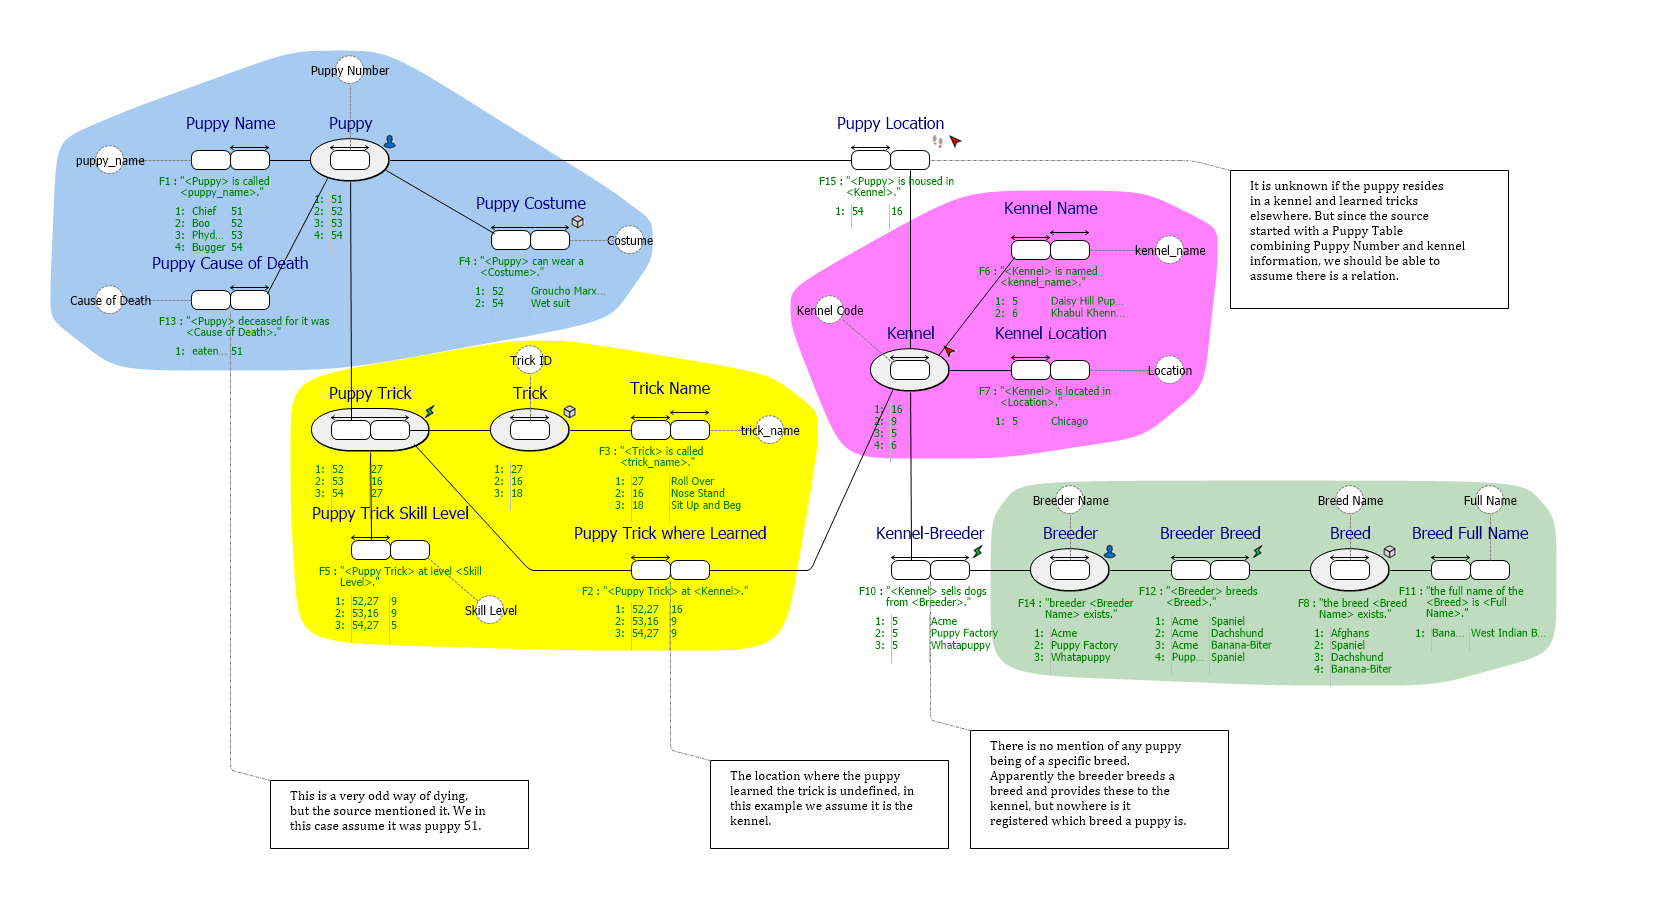 Puppy Number
Puppy Name
Puppy
puppy_name
F1 : "<Puppy> is called
<puppy_name>."
1: Chief 51
2: Boo 52
3: Phyd... 53
4: Bugger 54
1: 51
2: 52
3: 53
4: 54
Puppy Costume
Costume
F4 : "<Puppy> can wear a
<Costume>."
1: 52 Groucho Marx...
2: 54 Wet suit
Puppy Cause of Death
Cause of Death
F13 : "<Puppy> deceased for it was
<Cause of Death>."
1: eaten... 51
Puppy Location
F15 : "<Puppy> is housed in
<Kennel>."
1: 54 16
It is unknown if the puppy resides
in a kennel and learned tricks
elsewhere. But since the source
started with a Puppy Table
combining Puppy Number and kennel
information, we should be able to
assume there is a relation.
Kennel Name
kennel_name
F6 : "<Kennel> is named
<kennel_name>."
1: 5 Daisy Hill Pup...
2: 6 Khabul Khenn...
Kennel Code
Kennel
1: 16
2: 9
3: 5
4: 6
Kennel Location
Location
F7 : "<Kennel> is located in
<Location>."
1: 5 Chicago
Trick ID
Puppy Trick
1: 52 27
2: 53 16
3: 54 27
Trick
1: 27
2: 16
3: 18
Trick Name
trick_name
F3 : "<Trick> is called
<trick_name>."
1: 27 Roll Over
2: 16 Nose Stand
3: 18 Sit Up and Beg
Puppy Trick Skill Level
F5 : "<Puppy Trick> at level <Skill
Level>."
1: 52,27 9
2: 53,16 9
3: 54,27 5
Skill Level
Puppy Trick where Learned
F2 : "<Puppy Trick> at <Kennel>."
1: 52,27 16
2: 53,16 9
3: 54,27 9
Kennel-Breeder
F10 : "<Kennel> sells dogs
from <Breeder>."
1: 5 Acme
2: 5 Puppy Factory
3: 5 Whatapuppy
Breeder Name
Breeder
F14 : "breeder <Breeder
Name> exists."
1: Acme
2: Puppy Factory
3: Whatapuppy
Breeder Breed
F12 : "<Breeder> breeds
<Breed>."
1: Acme Spaniel
2: Acme Dachshund
3: Acme Banana-Biter
4: Pupp... Spaniel
Breed Name
Breed
F8 : "the breed <Breed
Name> exists."
1: Afghans
2: Spaniel
3: Dachshund
4: Banana-Biter
Full Name
Breed Full Name
F11 : "the full name of the
<Breed> is <Full
Name>."
1: Bana... West Indian B...
This is a very odd way of dying,
but the source mentioned it. We in
this case assume it was puppy 51.
The location where the puppy
learned the trick is undefined, in
this example we assume it is the
kennel.
There is no mention of any puppy
being of a specific breed.
Apparently the breeder breeds a
breed and provides these to the
kennel, but nowhere is it
registered which breed a puppy is.